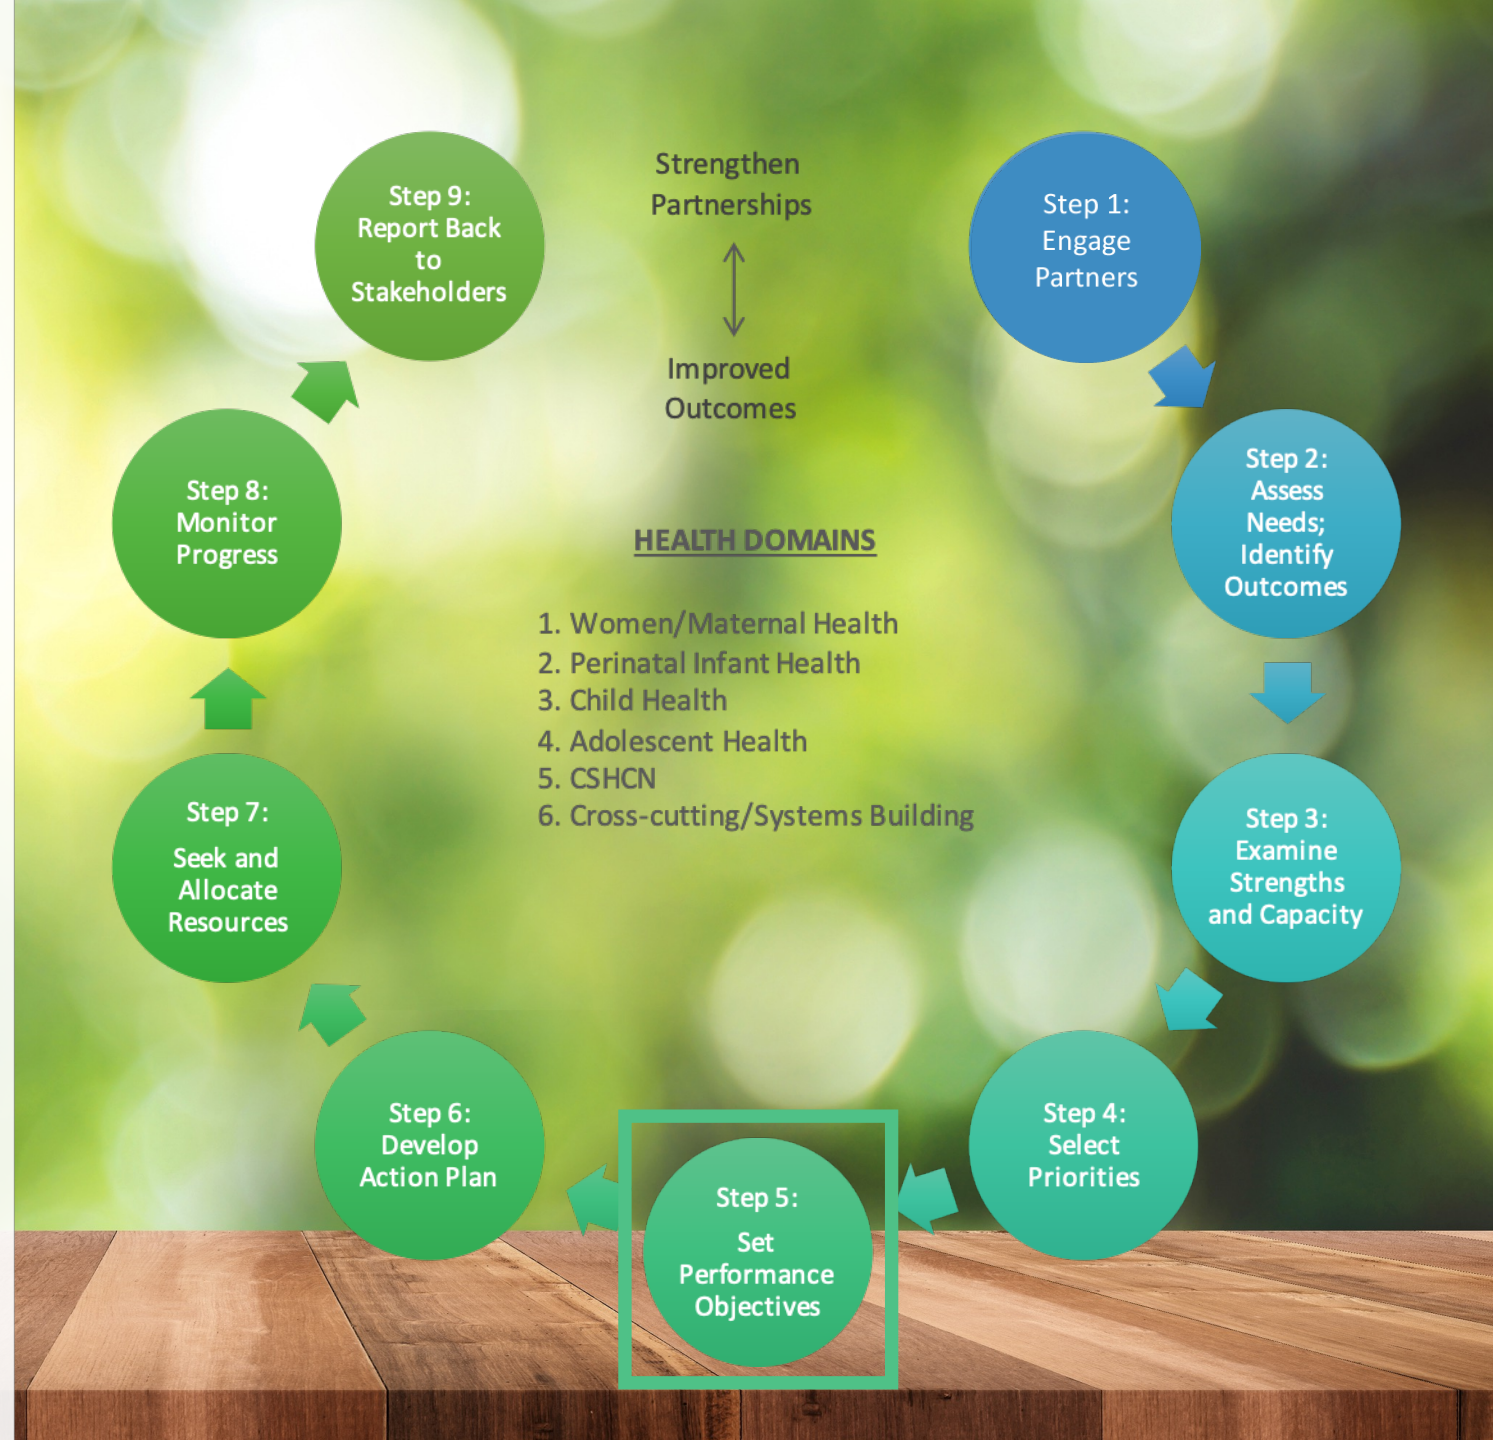 Strengthen
Partnerships
Improved
Outcomes
Step 1:
Engage
Partners
Step 2:
Assess
Needs;
Identify
Outcomes
Step 3:
Examine
Strengths
and Capacity
Step 4:
Select
Priorities
Step 5:
Set
Performance
Objectives
Step 6:
Develop
Action Plan
Step 7:
Seek and
Allocate
Resources
Step 8:
Monitor
Progress
Step 9:
Report Back
to
Stakeholders
HEALTH DOMAINS
1. Women/Maternal Health
2. Perinatal Infant Health
3. Child Health
4. Adolescent Health
5. CSHCN
6. Cross-cutting/Systems Building